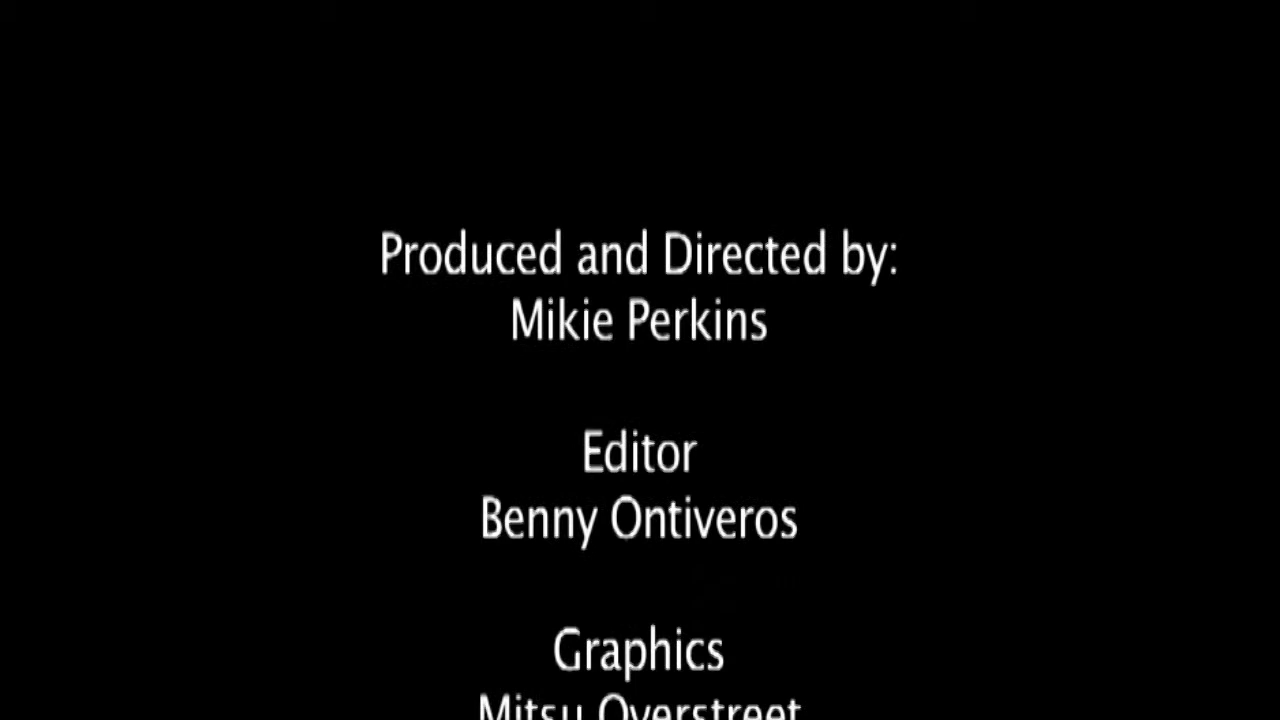 Produced and Directed by:
Mikie Perkins
Editor
Benny Ontiveros
Graphics
Mitsu Overstreet